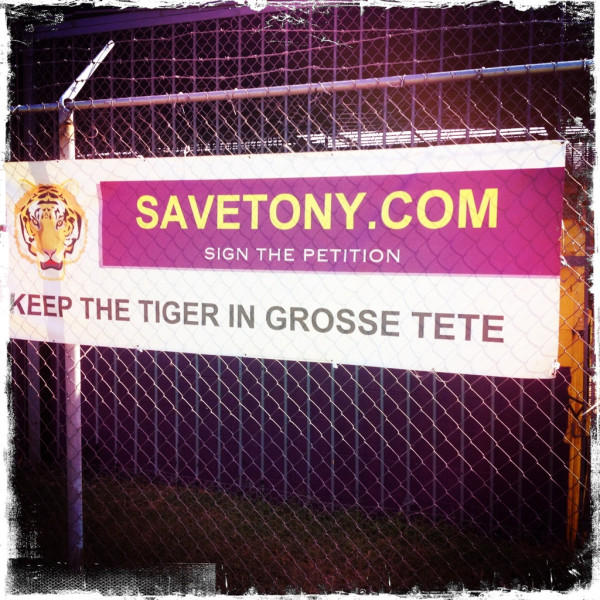 SAVETONY.COM
SIGN THE PETITION
KEEP THE TIGER IN GROSSE TETE